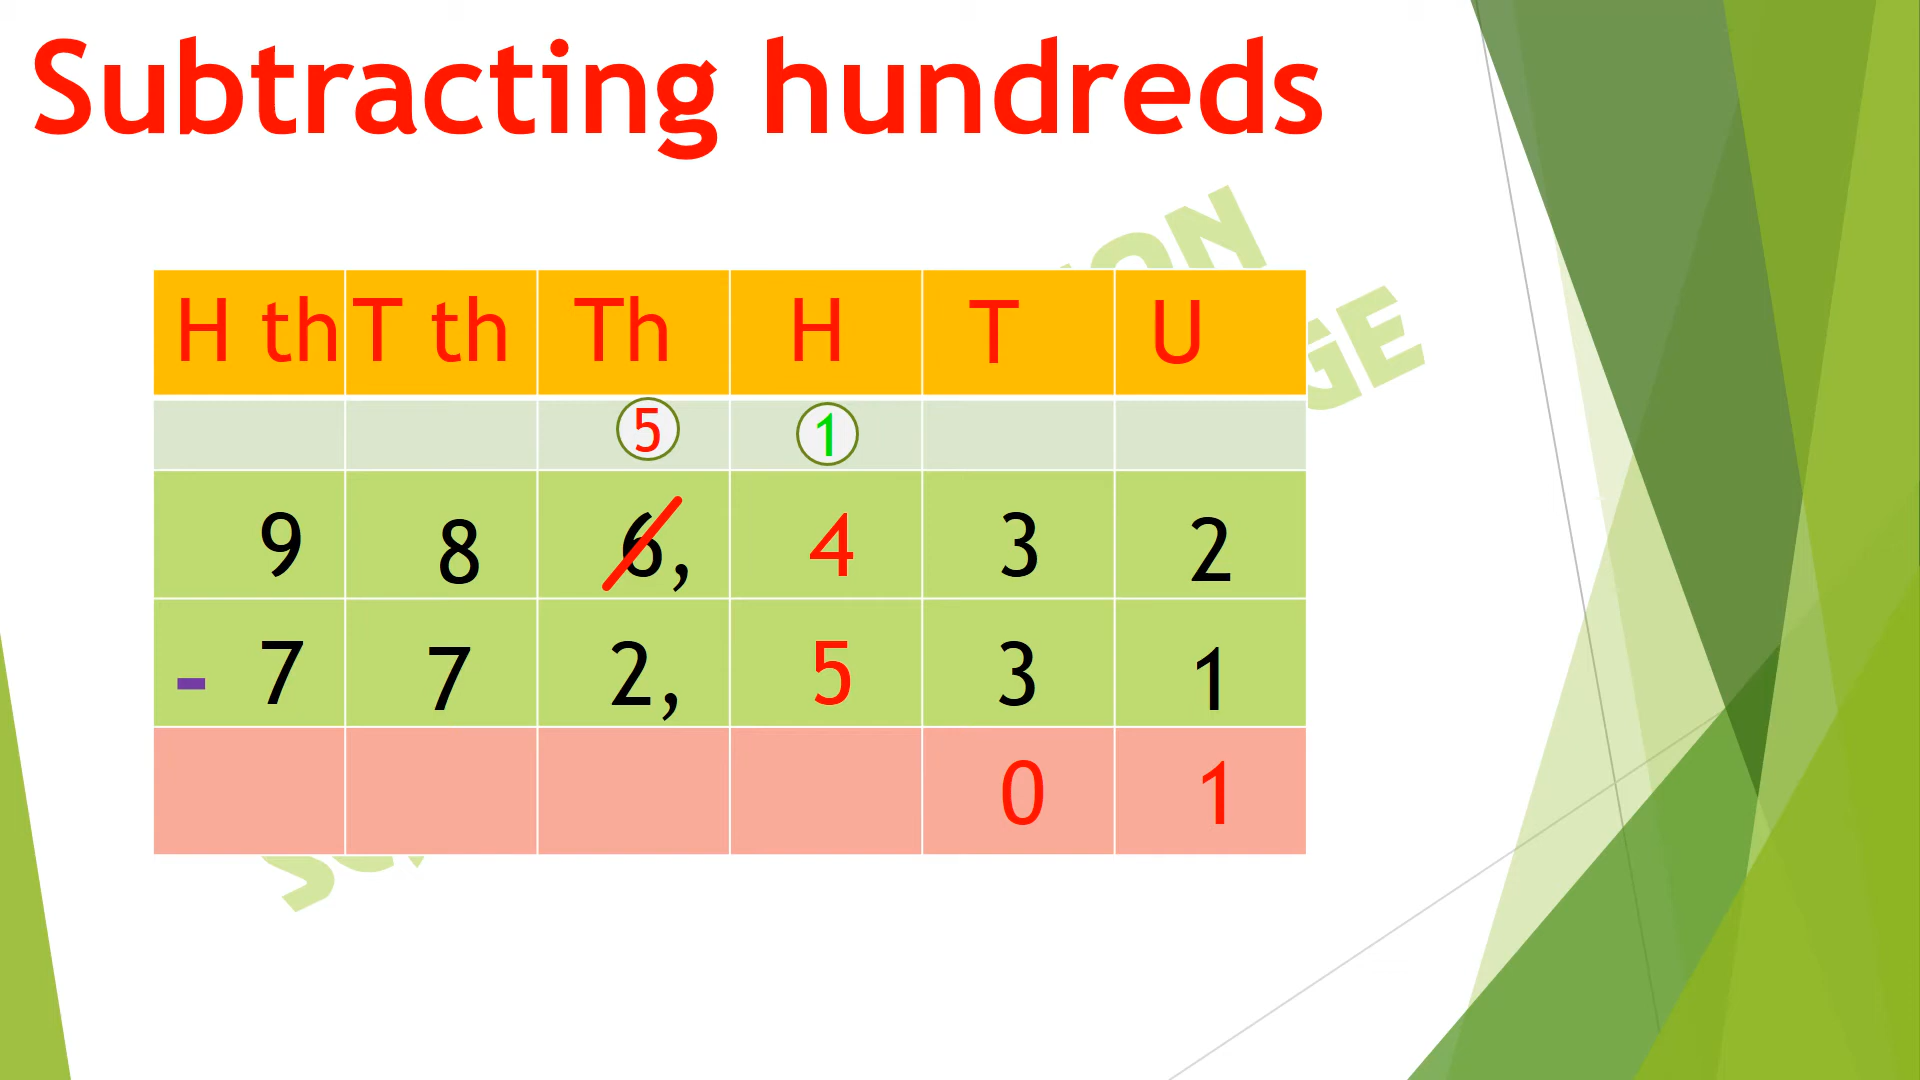 Subtracting hundreds
H th T th Th H T U
5 1
9 8 6, 4 3 2
- 7 7 2, 5 3 1
0 1